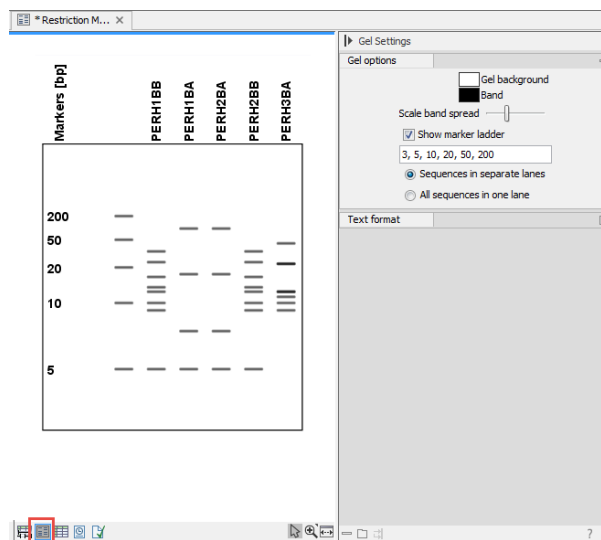 * Restriction M...
Gel Settings
Gel options
Gel background
Band
Scale band spread
Show marker ladder
3, 5, 10, 20, 50, 200
Sequences in separate lanes
All sequences in one lane
Text format
Markers [bp]
PERH1BB
PERH1BA
PERH2BA
PERH2BB
PERH3BA
200
50
20
10
5
?